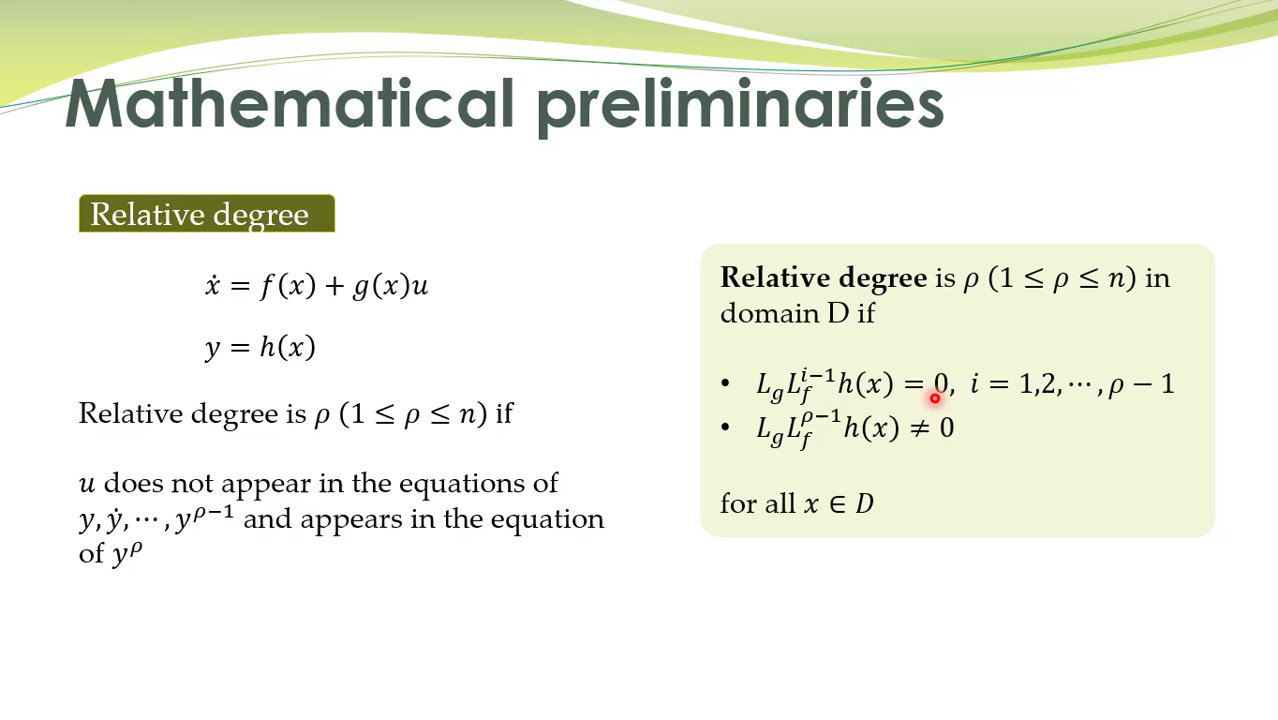 Mathematical preliminaries
Relative degree
ẋ = f(x) + g(x)u
y = h(x)
Relative degree is ρ (1 ≤ ρ ≤ n) if
u does not appear in the equations of
y, ẏ, ⋯, y^{ρ−1} and appears in the equation
of y^ρ
Relative degree is ρ (1 ≤ ρ ≤ n) in
domain D if
• L_g L_f^{i−1} h(x) = 0, i = 1,2, ⋯, ρ − 1
• L_g L_f^{ρ−1} h(x) ≠ 0
for all x ∈ D